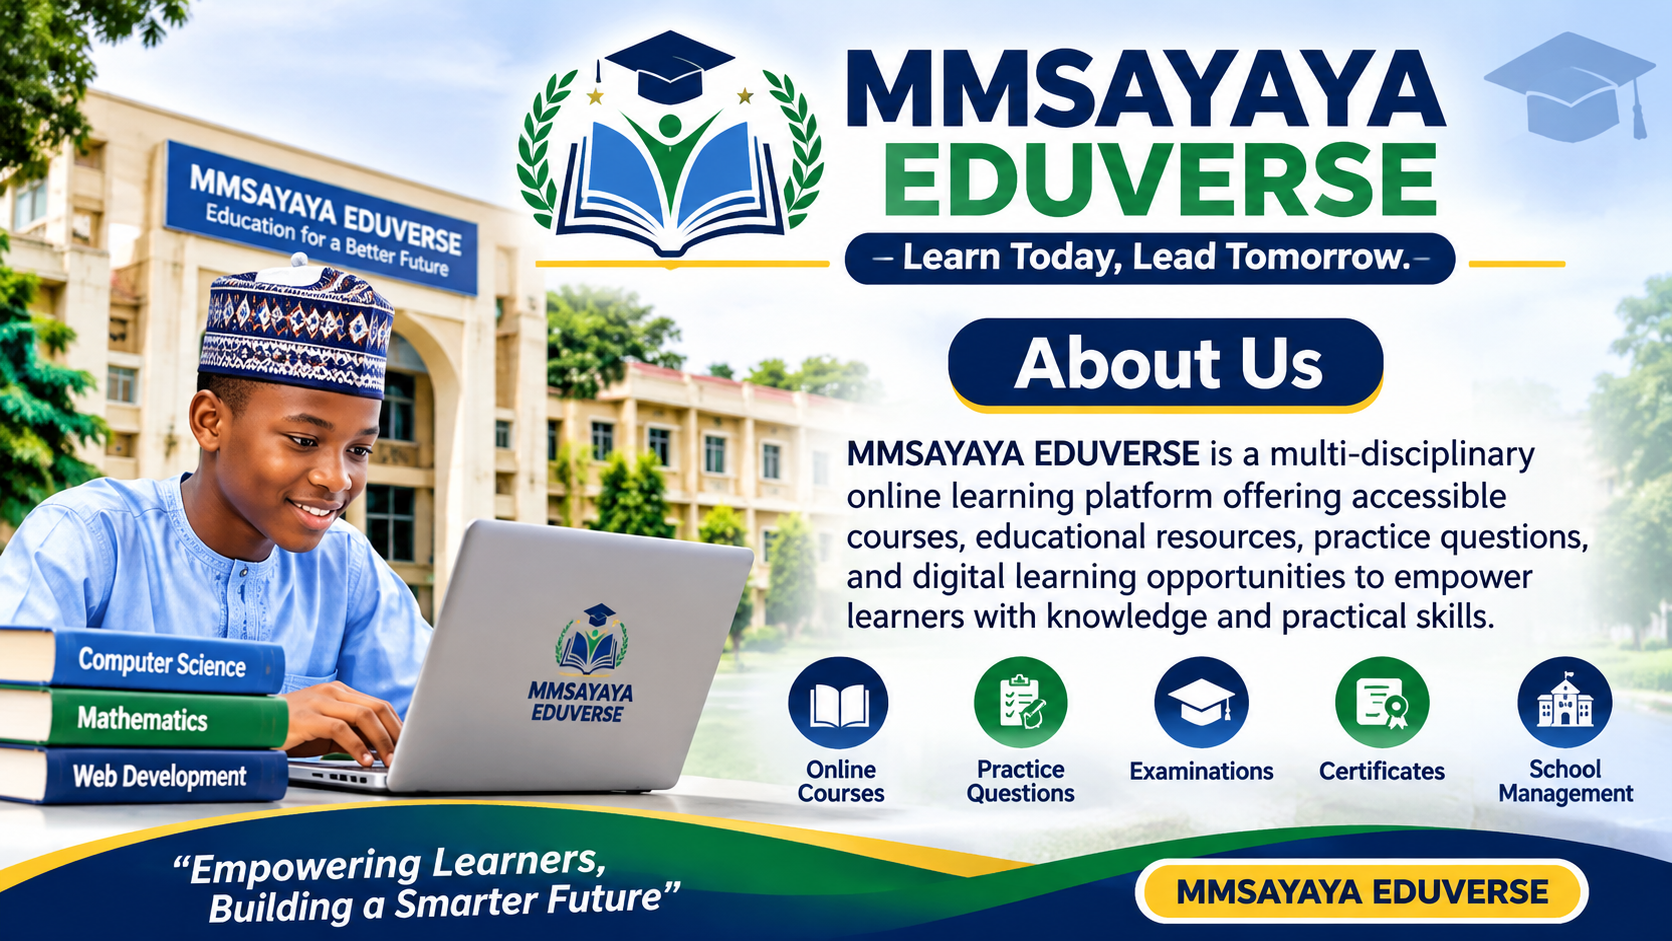 MMSAYAYA
EDUVERSE
– Learn Today, Lead Tomorrow. –
MMSAYAYA EDUVERSE
Education for a Better Future
About Us
MMSAYAYA EDUVERSE is a multi-disciplinary
online learning platform offering accessible
courses, educational resources, practice questions,
and digital learning opportunities to empower
learners with knowledge and practical skills.
Computer Science
Mathematics
Web Development
MMSAYAYA
EDUVERSE
Online
Courses
Practice
Questions
Examinations
Certificates
School
Management
“Empowering Learners,
Building a Smarter Future”
MMSAYAYA EDUVERSE